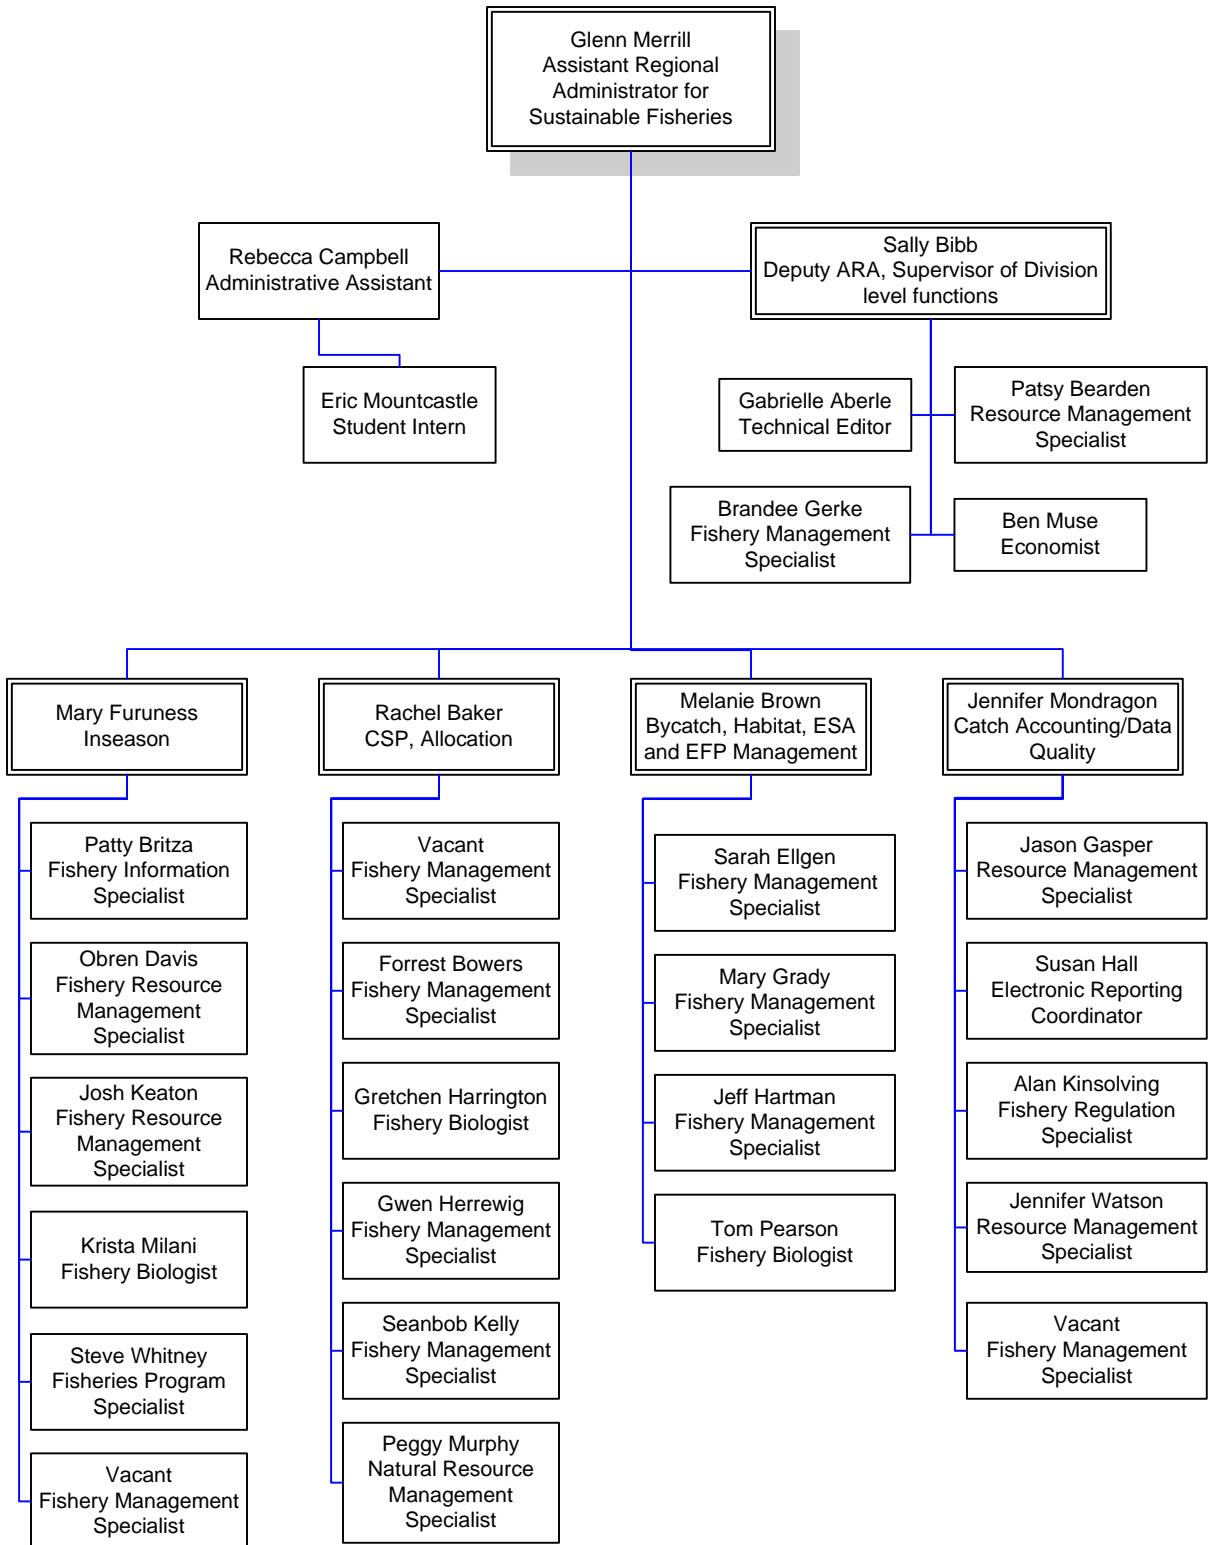 Glenn Merrill
Assistant Regional
Administrator for
Sustainable Fisheries
Rebecca Campbell
Administrative Assistant
Sally Bibb
Deputy ARA, Supervisor of Division
level functions
Eric Mountcastle
Student Intern
Gabrielle Aberle
Technical Editor
Patsy Bearden
Resource Management
Specialist
Brandee Gerke
Fishery Management
Specialist
Ben Muse
Economist
Mary Furuness
Inseason
Patty Britza
Fishery Information
Specialist
Obren Davis
Fishery Resource
Management
Specialist
Josh Keaton
Fishery Resource
Management
Specialist
Krista Milani
Fishery Biologist
Steve Whitney
Fisheries Program
Specialist
Vacant
Fishery Management
Specialist
Rachel Baker
CSP, Allocation
Vacant
Fishery Management
Specialist
Forrest Bowers
Fishery Management
Specialist
Gretchen Harrington
Fishery Biologist
Gwen Herrewig
Fishery Management
Specialist
Seanbob Kelly
Fishery Management
Specialist
Peggy Murphy
Natural Resource
Management
Specialist
Melanie Brown
Bycatch, Habitat, ESA
and EFP Management
Sarah Ellgen
Fishery Management
Specialist
Mary Grady
Fishery Management
Specialist
Jeff Hartman
Fishery Management
Specialist
Tom Pearson
Fishery Biologist
Jennifer Mondragon
Catch Accounting/Data
Quality
Jason Gasper
Resource Management
Specialist
Susan Hall
Electronic Reporting
Coordinator
Alan Kinsolving
Fishery Regulation
Specialist
Jennifer Watson
Resource Management
Specialist
Vacant
Fishery Management
Specialist